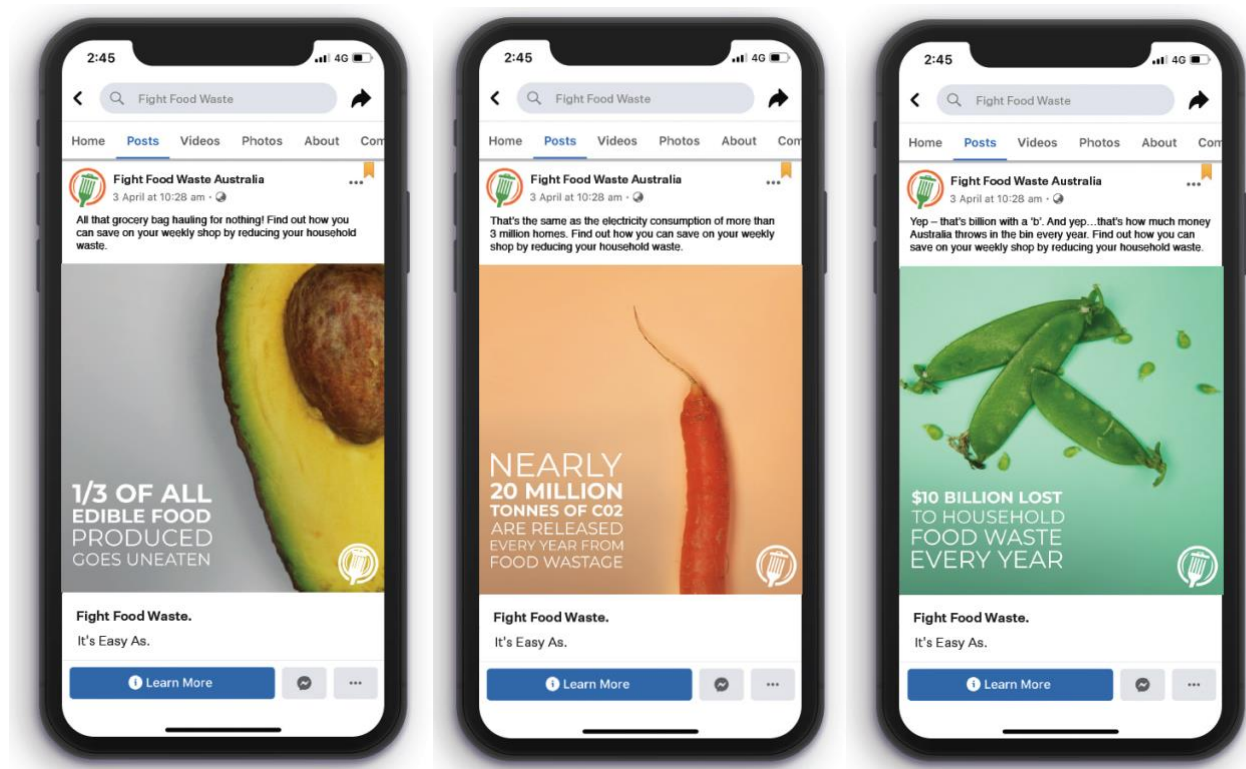 2:45
4G
Fight Food Waste
Home Posts Videos Photos About Com
Fight Food Waste Australia
3 April at 10:28 am
All that grocery bag hauling for nothing! Find out how you
can save on your weekly shop by reducing your household
waste.
1/3 OF ALL
EDIBLE FOOD
PRODUCED
GOES UNEATEN
Fight Food Waste.
It's Easy As.
Learn More
2:45
4G
Fight Food Waste
Home Posts Videos Photos About Com
Fight Food Waste Australia
3 April at 10:28 am
That's the same as the electricity consumption of more than
3 million homes. Find out how you can save on your weekly
shop by reducing your household waste.
NEARLY
20 MILLION
TONNES OF C02
ARE RELEASED
EVERY YEAR FROM
FOOD WASTAGE
Fight Food Waste.
It's Easy As.
Learn More
2:45
4G
Fight Food Waste
Home Posts Videos Photos About Com
Fight Food Waste Australia
3 April at 10:28 am
Yep – that's billion with a 'b'. And yep...that's how much money
Australia throws in the bin every year. Find out how you can
save on your weekly shop by reducing your household waste.
$10 BILLION LOST
TO HOUSEHOLD
FOOD WASTE
EVERY YEAR
Fight Food Waste.
It's Easy As.
Learn More